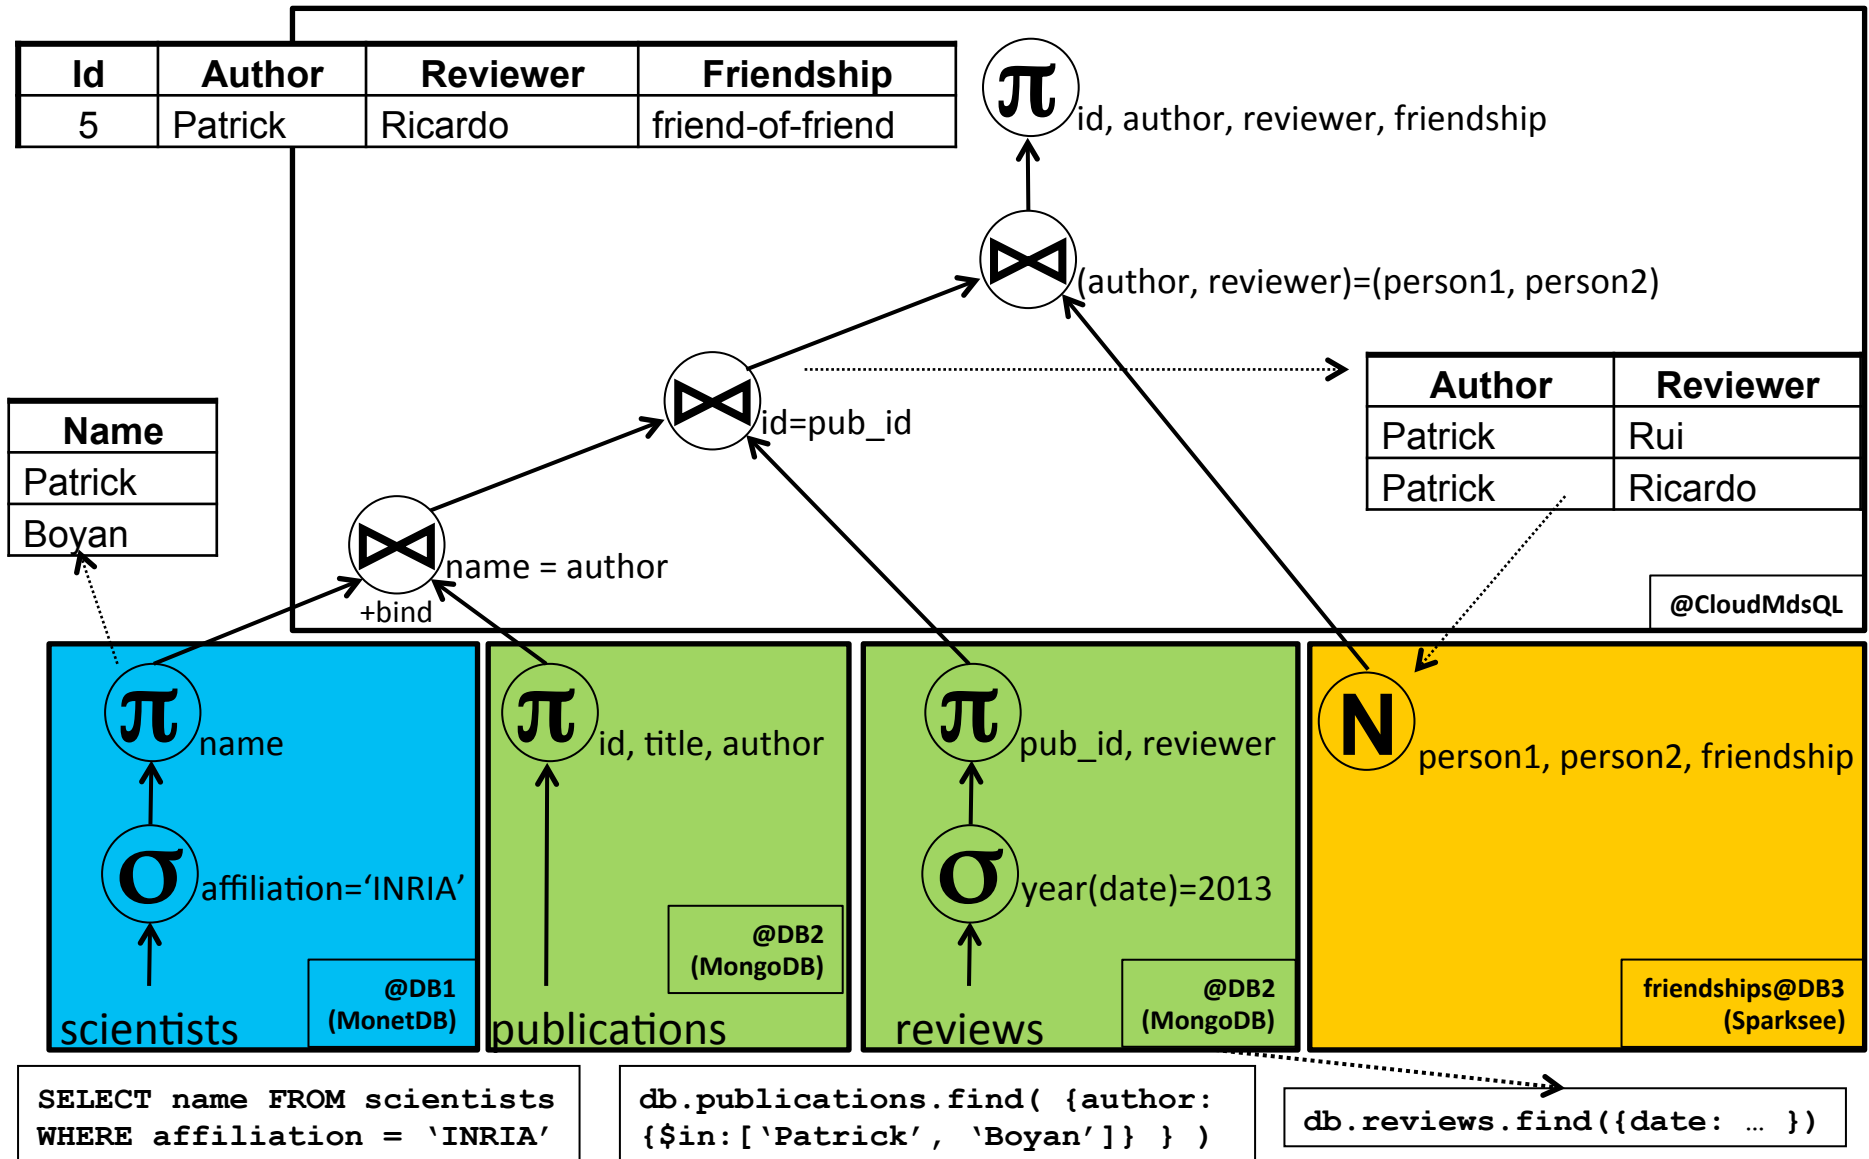 Id Author Reviewer Friendship
5 Patrick Ricardo friend-of-friend
π
id, author, reviewer, friendship
⋈
(author, reviewer)=(person1, person2)
⋈
id=pub_id
Author Reviewer
Patrick Rui
Patrick Ricardo
Name
Patrick
Boyan
⋈
name = author
+bind
@CloudMdsQL
π
name
σ
affiliation=‘INRIA’
@DB1
(MonetDB)
scientists
π
id, title, author
@DB2
(MongoDB)
publications
π
pub_id, reviewer
σ
year(date)=2013
@DB2
(MongoDB)
reviews
N
person1, person2, friendship
friendships@DB3
(Sparksee)
SELECT name FROM scientists
WHERE affiliation = ‘INRIA’
db.publications.find( {author:
{$in:[‘Patrick’, ‘Boyan’]} } )
db.reviews.find({date: … })